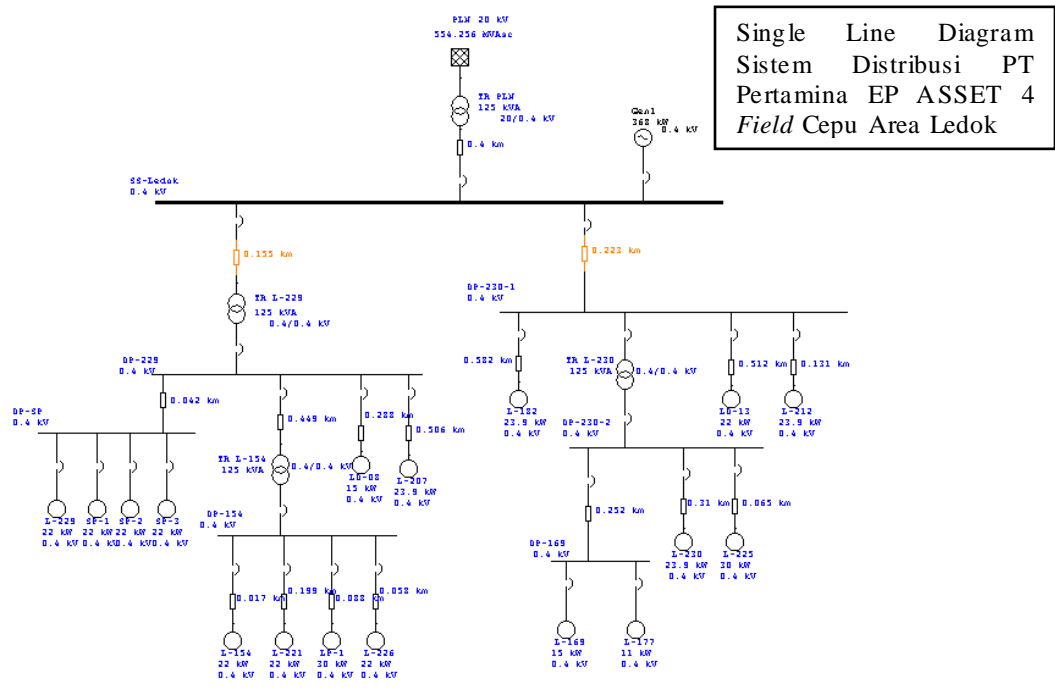 PLN 20 kV
554.256 MVAsc
Single Line Diagram
Sistem Distribusi PT
Pertamina EP ASSET 4
Field Cepu Area Ledok
TR PLN
125 kVA
20/0.4 kV
Gen1
368 kW
0.4 kV
0.4 km
SS-Ledok
0.4 kV
0.155 km
0.223 km
TR L-229
125 kVA
0.4/0.4 kV
DP-230-1
0.4 kV
DP-229
0.4 kV
0.582 km
TR L-230
125 kVA
0.4/0.4 kV
0.512 km
0.131 km
0.042 km
L-182
23.9 kW
0.4 kV
LD-13
22 kW
0.4 kV
L-212
23.9 kW
0.4 kV
DP-SP
0.4 kV
0.449 km
0.288 km
0.506 km
DP-230-2
0.4 kV
TR L-154
125 kVA
0.4/0.4 kV
LD-08
15 kW
0.4 kV
L-207
23.9 kW
0.4 kV
L-229
22 kW
0.4 kV
SP-1
22 kW
0.4 kV
SP-2
22 kW
0.4 kV
SP-3
22 kW
0.4 kV
0.252 km
0.31 km
0.065 km
DP-154
0.4 kV
DP-169
0.4 kV
L-230
23.9 kW
0.4 kV
L-225
30 kW
0.4 kV
0.017 km
0.199 km
0.088 km
0.058 km
L-154
22 kW
0.4 kV
L-221
22 kW
0.4 kV
LP-1
30 kW
0.4 kV
L-226
22 kW
0.4 kV
L-169
15 kW
0.4 kV
L-177
11 kW
0.4 kV